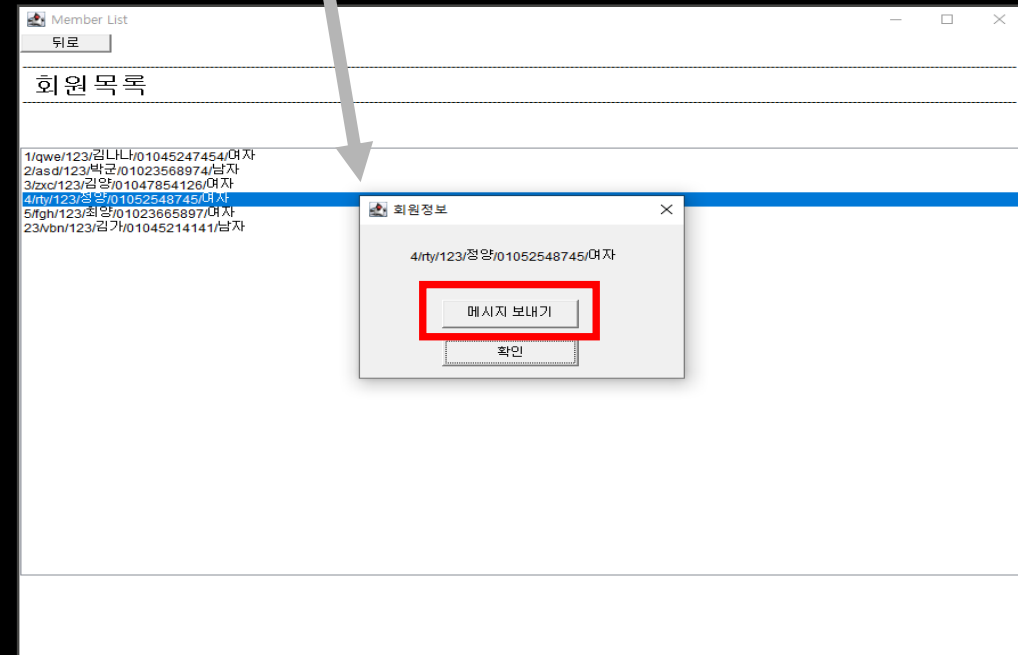 Member List
뒤로
회원목록
1/qwe/123/김나나/01045247454/여자
2/asd/123/박군/01023568974/남자
3/zxc/123/김양/01047854126/여자
4/rty/123/정양/01052548745/여자
5/fgh/123/최양/01023665897/여자
23/vbn/123/김가/01045214141/남자
회원정보
4/rty/123/정양/01052548745/여자
메시지 보내기
확인